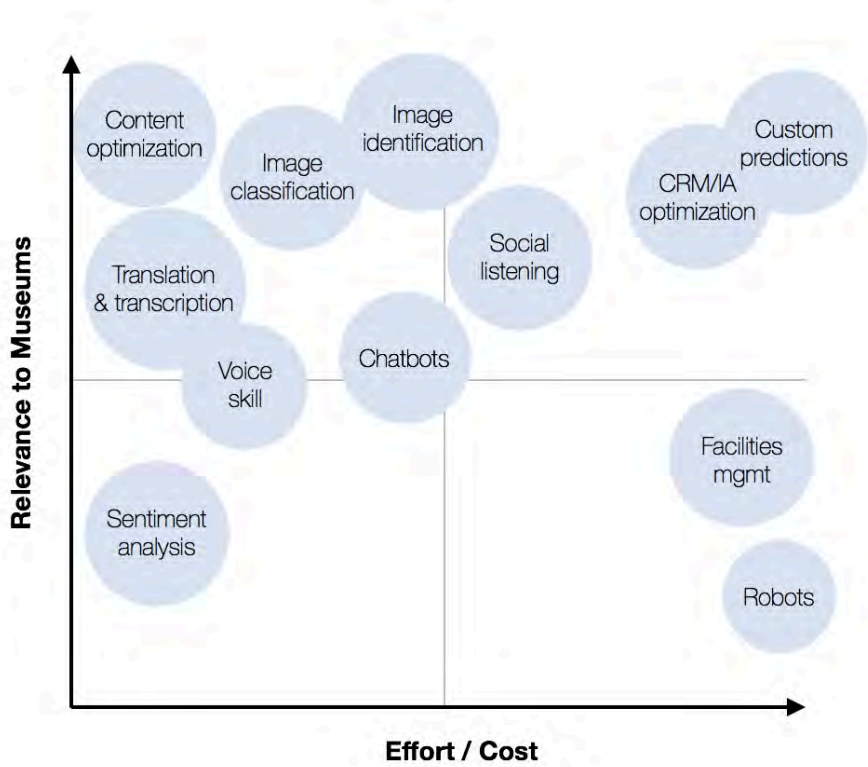 Content
optimization
Image
classification
Image
identification
Custom
predictions
CRM/IA
optimization
Social
listening
Translation
& transcription
Voice
skill
Chatbots
Facilities
mgmt
Sentiment
analysis
Robots
Relevance to Museums
Effort / Cost